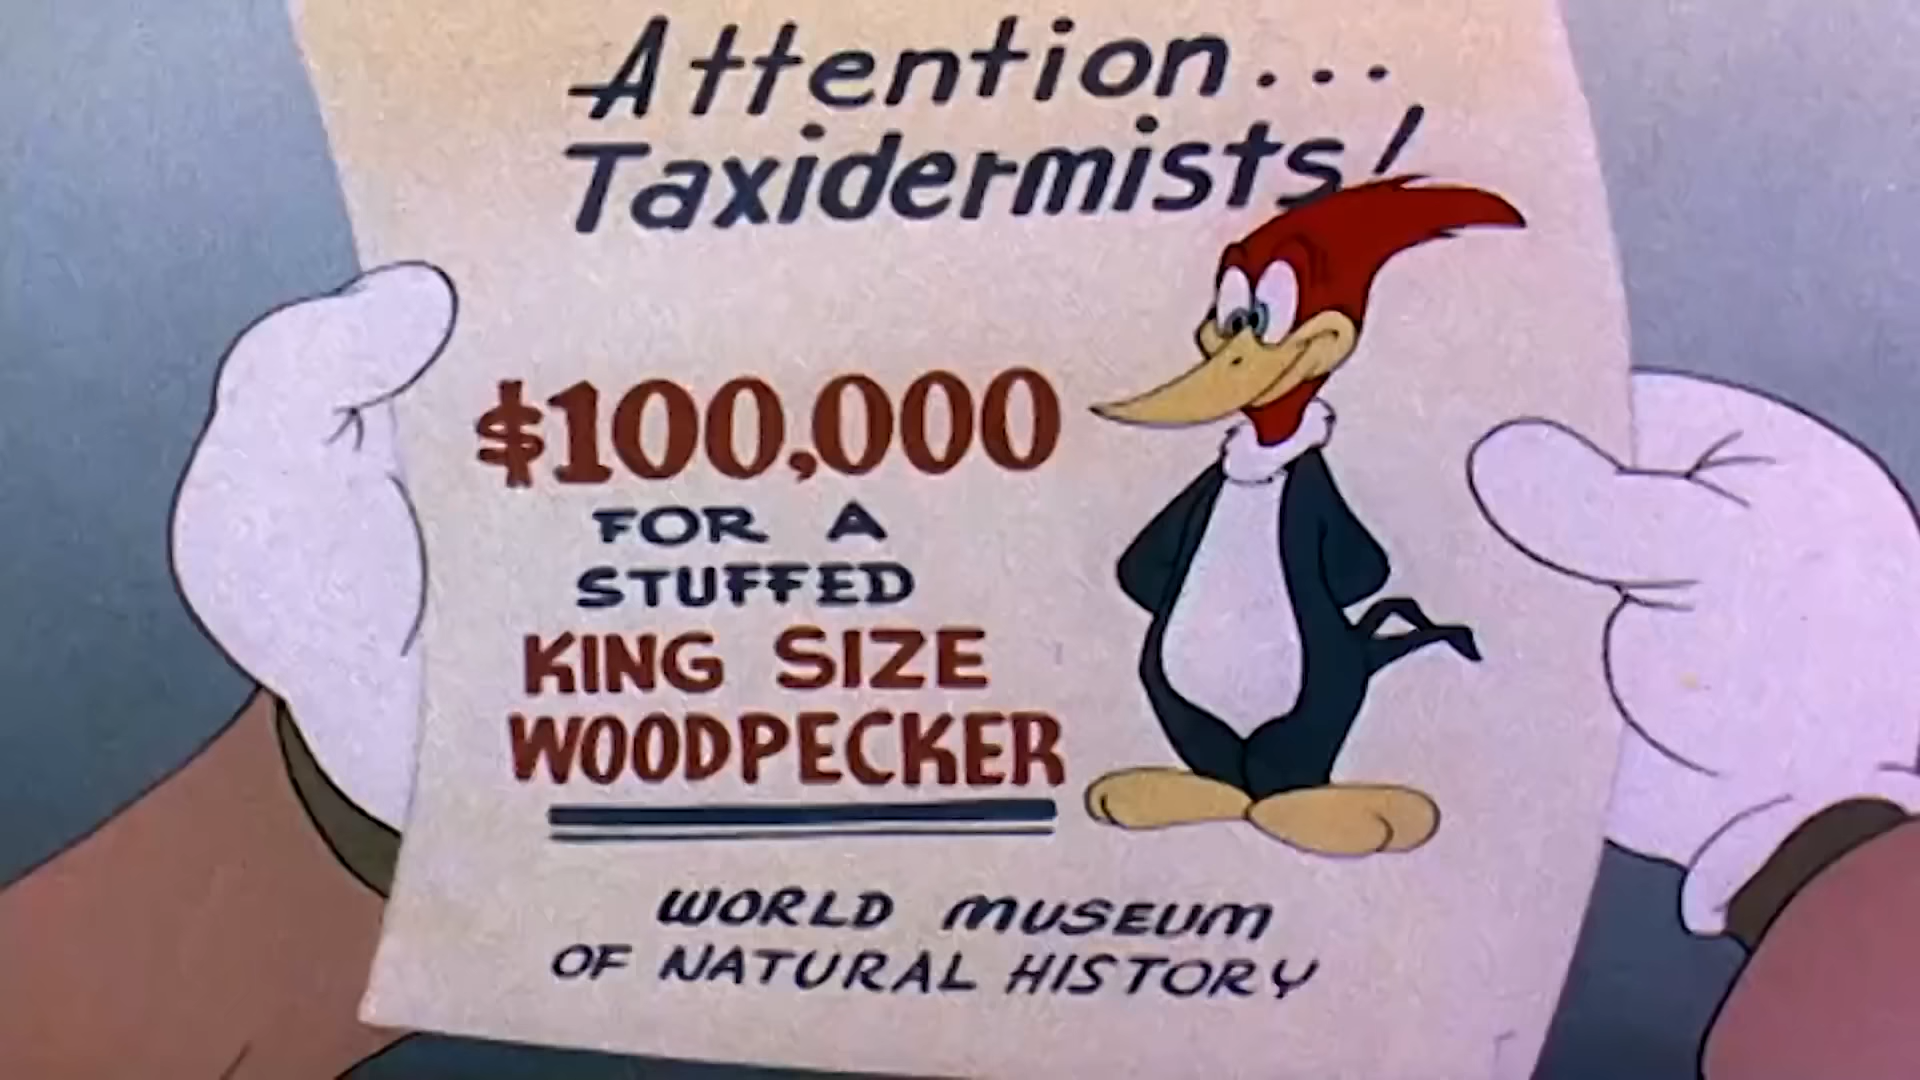 Attention...
Taxidermists!
$100,000
FOR A
STUFFED
KING SIZE
WOODPECKER
WORLD MUSEUM
OF NATURAL HISTORY